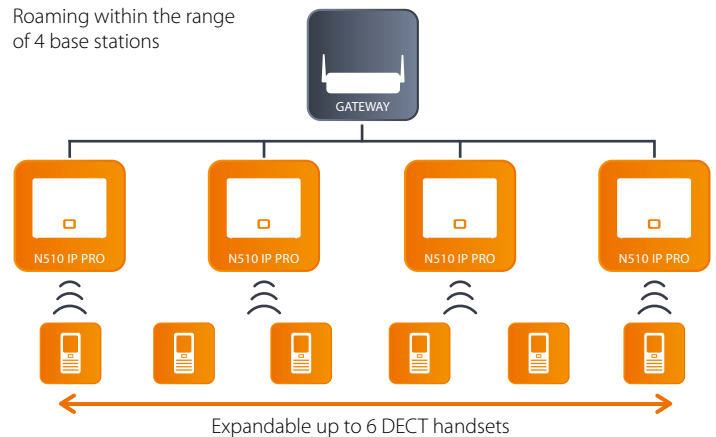 Roaming within the range
of 4 base stations
GATEWAY
N510 IP PRO
N510 IP PRO
N510 IP PRO
N510 IP PRO
Expandable up to 6 DECT handsets